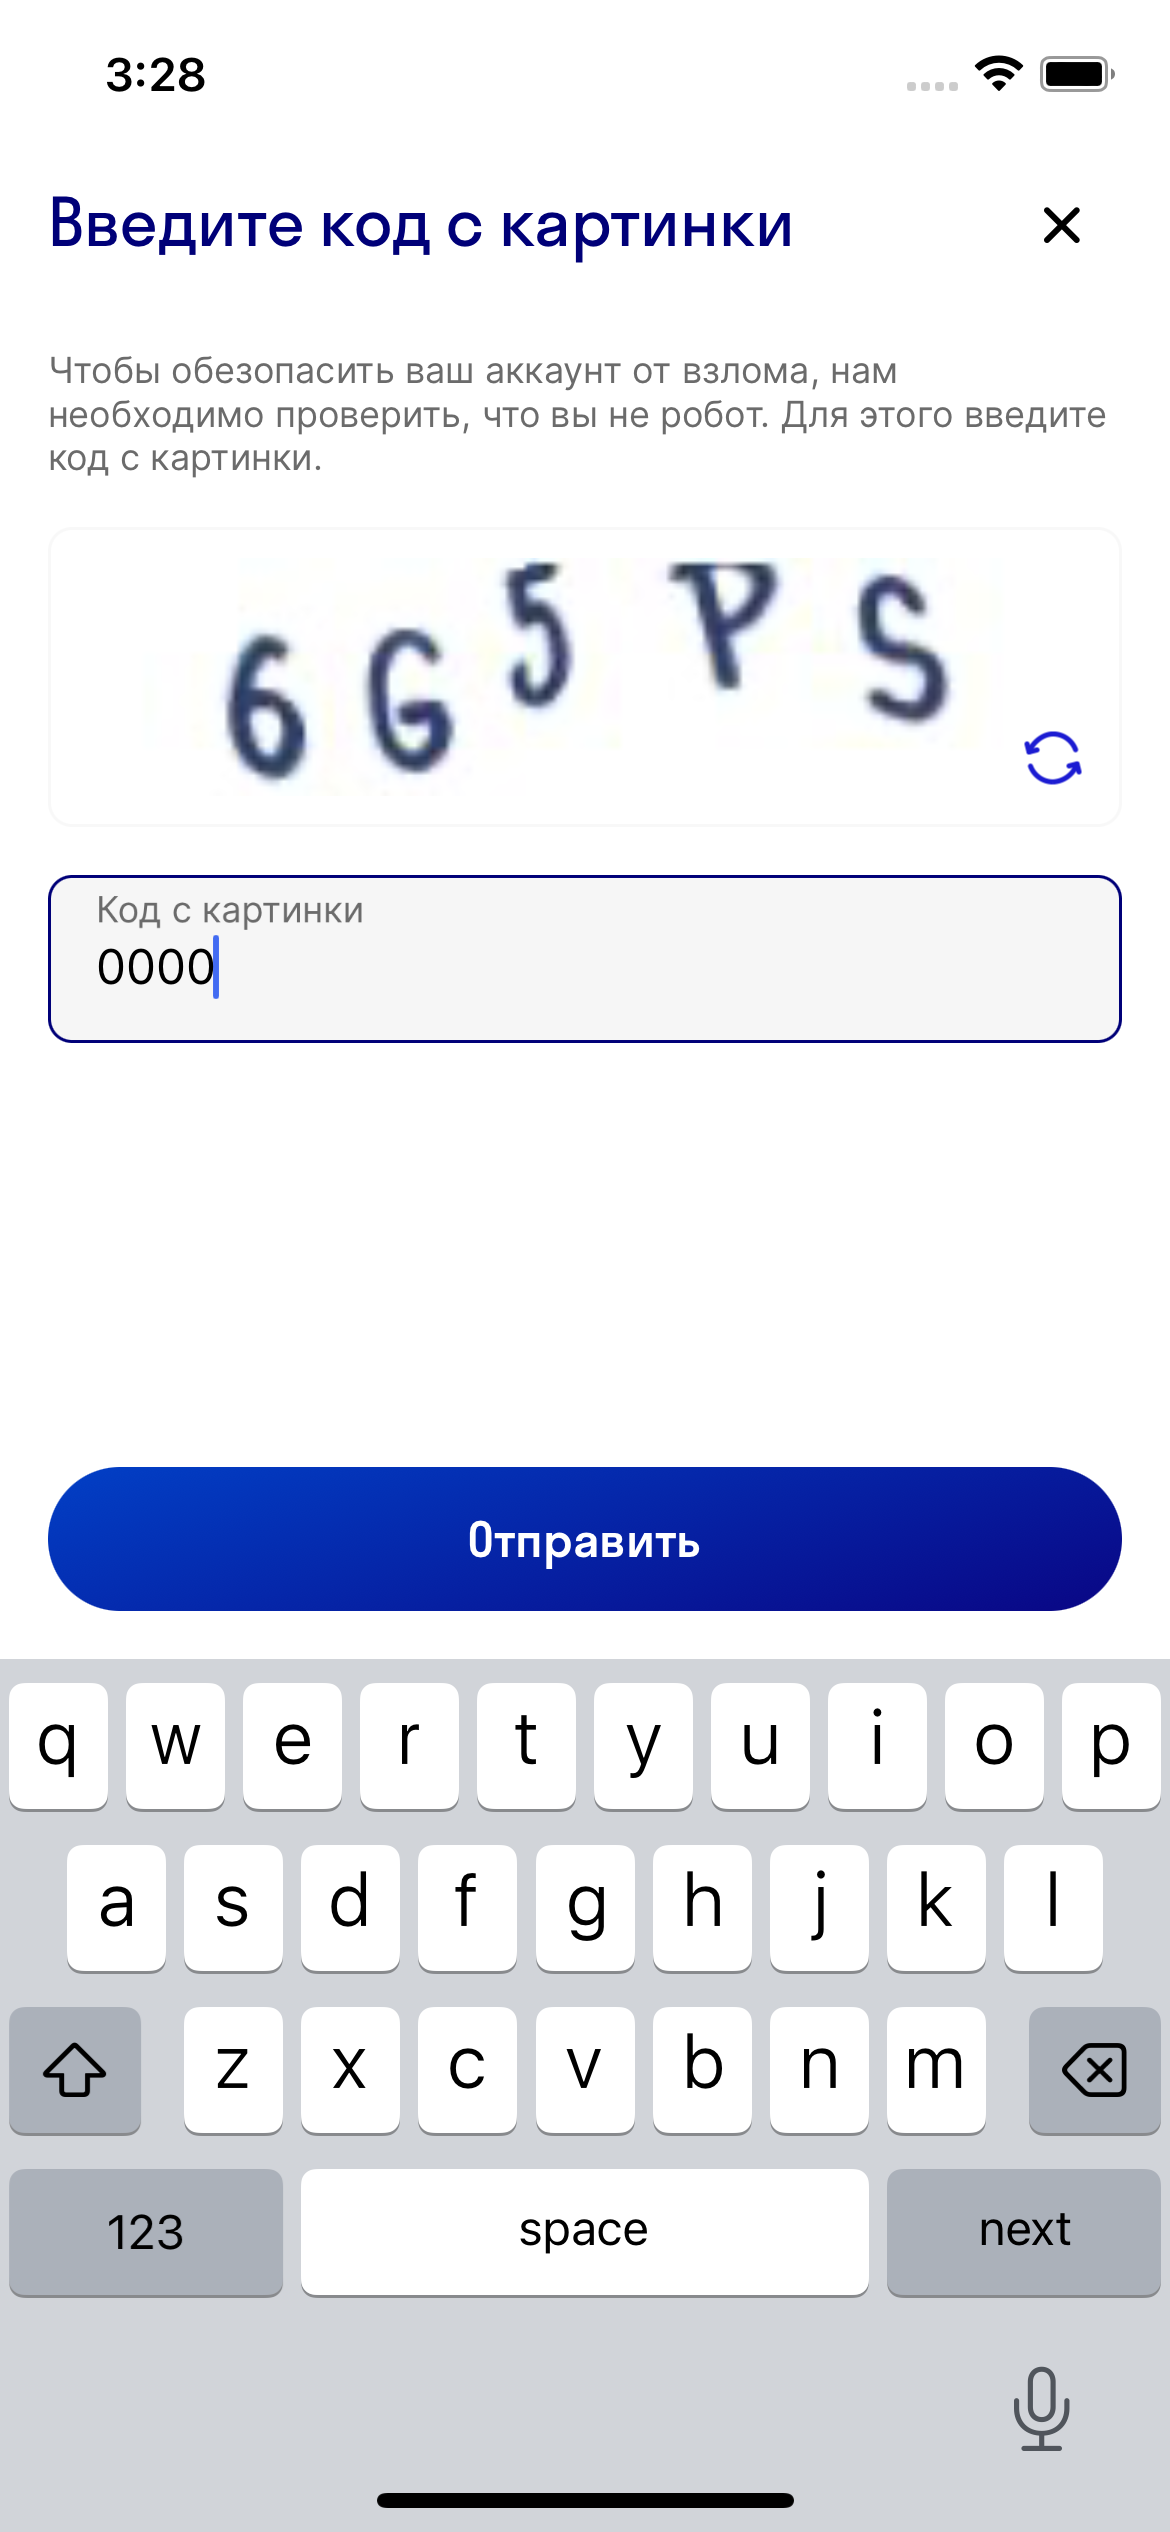 3:28
Введите код с картинки
Чтобы обезопасить ваш аккаунт от взлома, нам
необходимо проверить, что вы не робот. Для этого введите
код с картинки.
6G5PS
Код с картинки
0000
Отправить
q w e r t y u i o p
a s d f g h j k l
z x c v b n m
123 space next